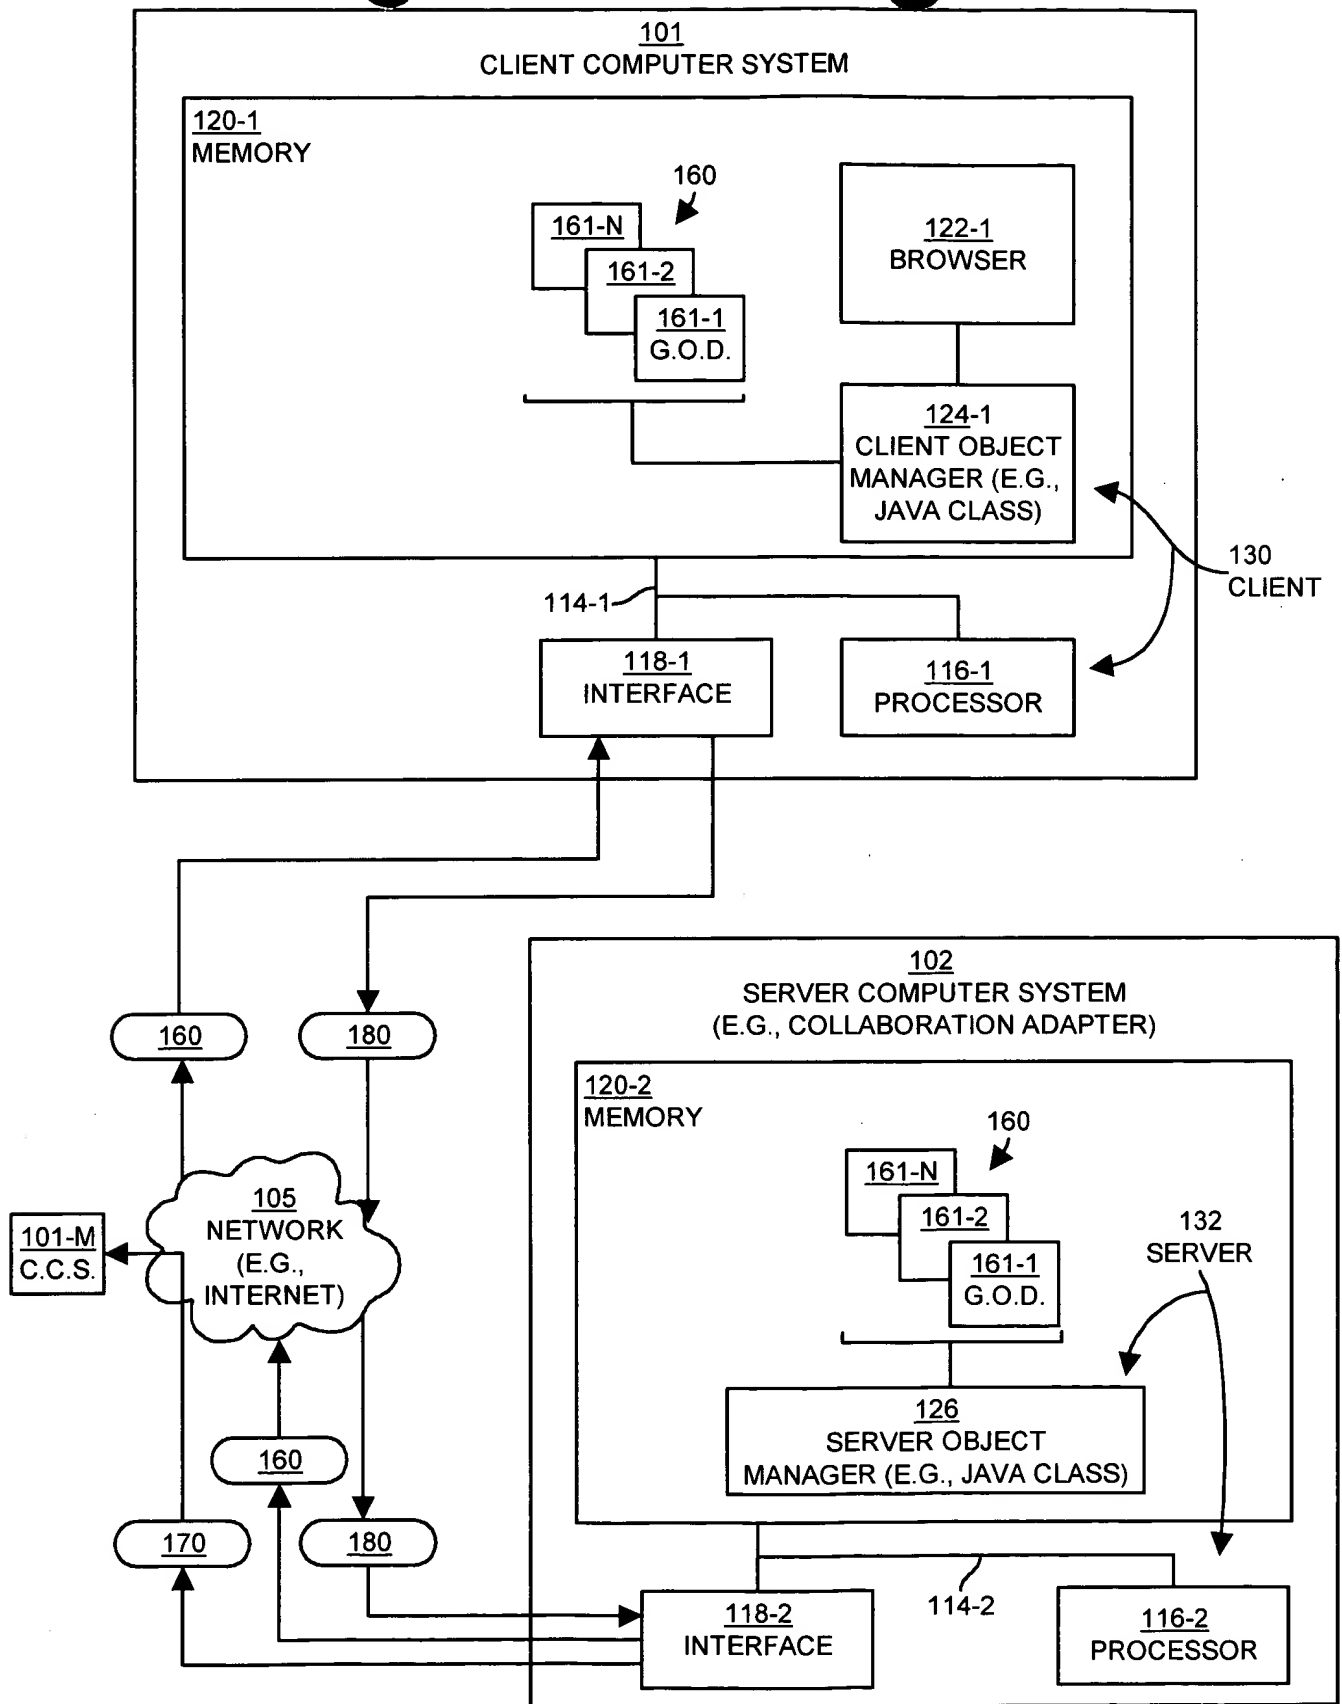 101
CLIENT COMPUTER SYSTEM
120-1
MEMORY
160
161-N
161-2
161-1
G.O.D.
122-1
BROWSER
124-1
CLIENT OBJECT
MANAGER (E.G.,
JAVA CLASS)
130
CLIENT
114-1
118-1
INTERFACE
116-1
PROCESSOR
160
180
102
SERVER COMPUTER SYSTEM
(E.G., COLLABORATION ADAPTER)
120-2
MEMORY
160
161-N
161-2
161-1
G.O.D.
132
SERVER
105
NETWORK
(E.G.,
INTERNET)
101-M
C.C.S.
126
SERVER OBJECT
MANAGER (E.G., JAVA CLASS)
160
170
180
114-2
118-2
INTERFACE
116-2
PROCESSOR